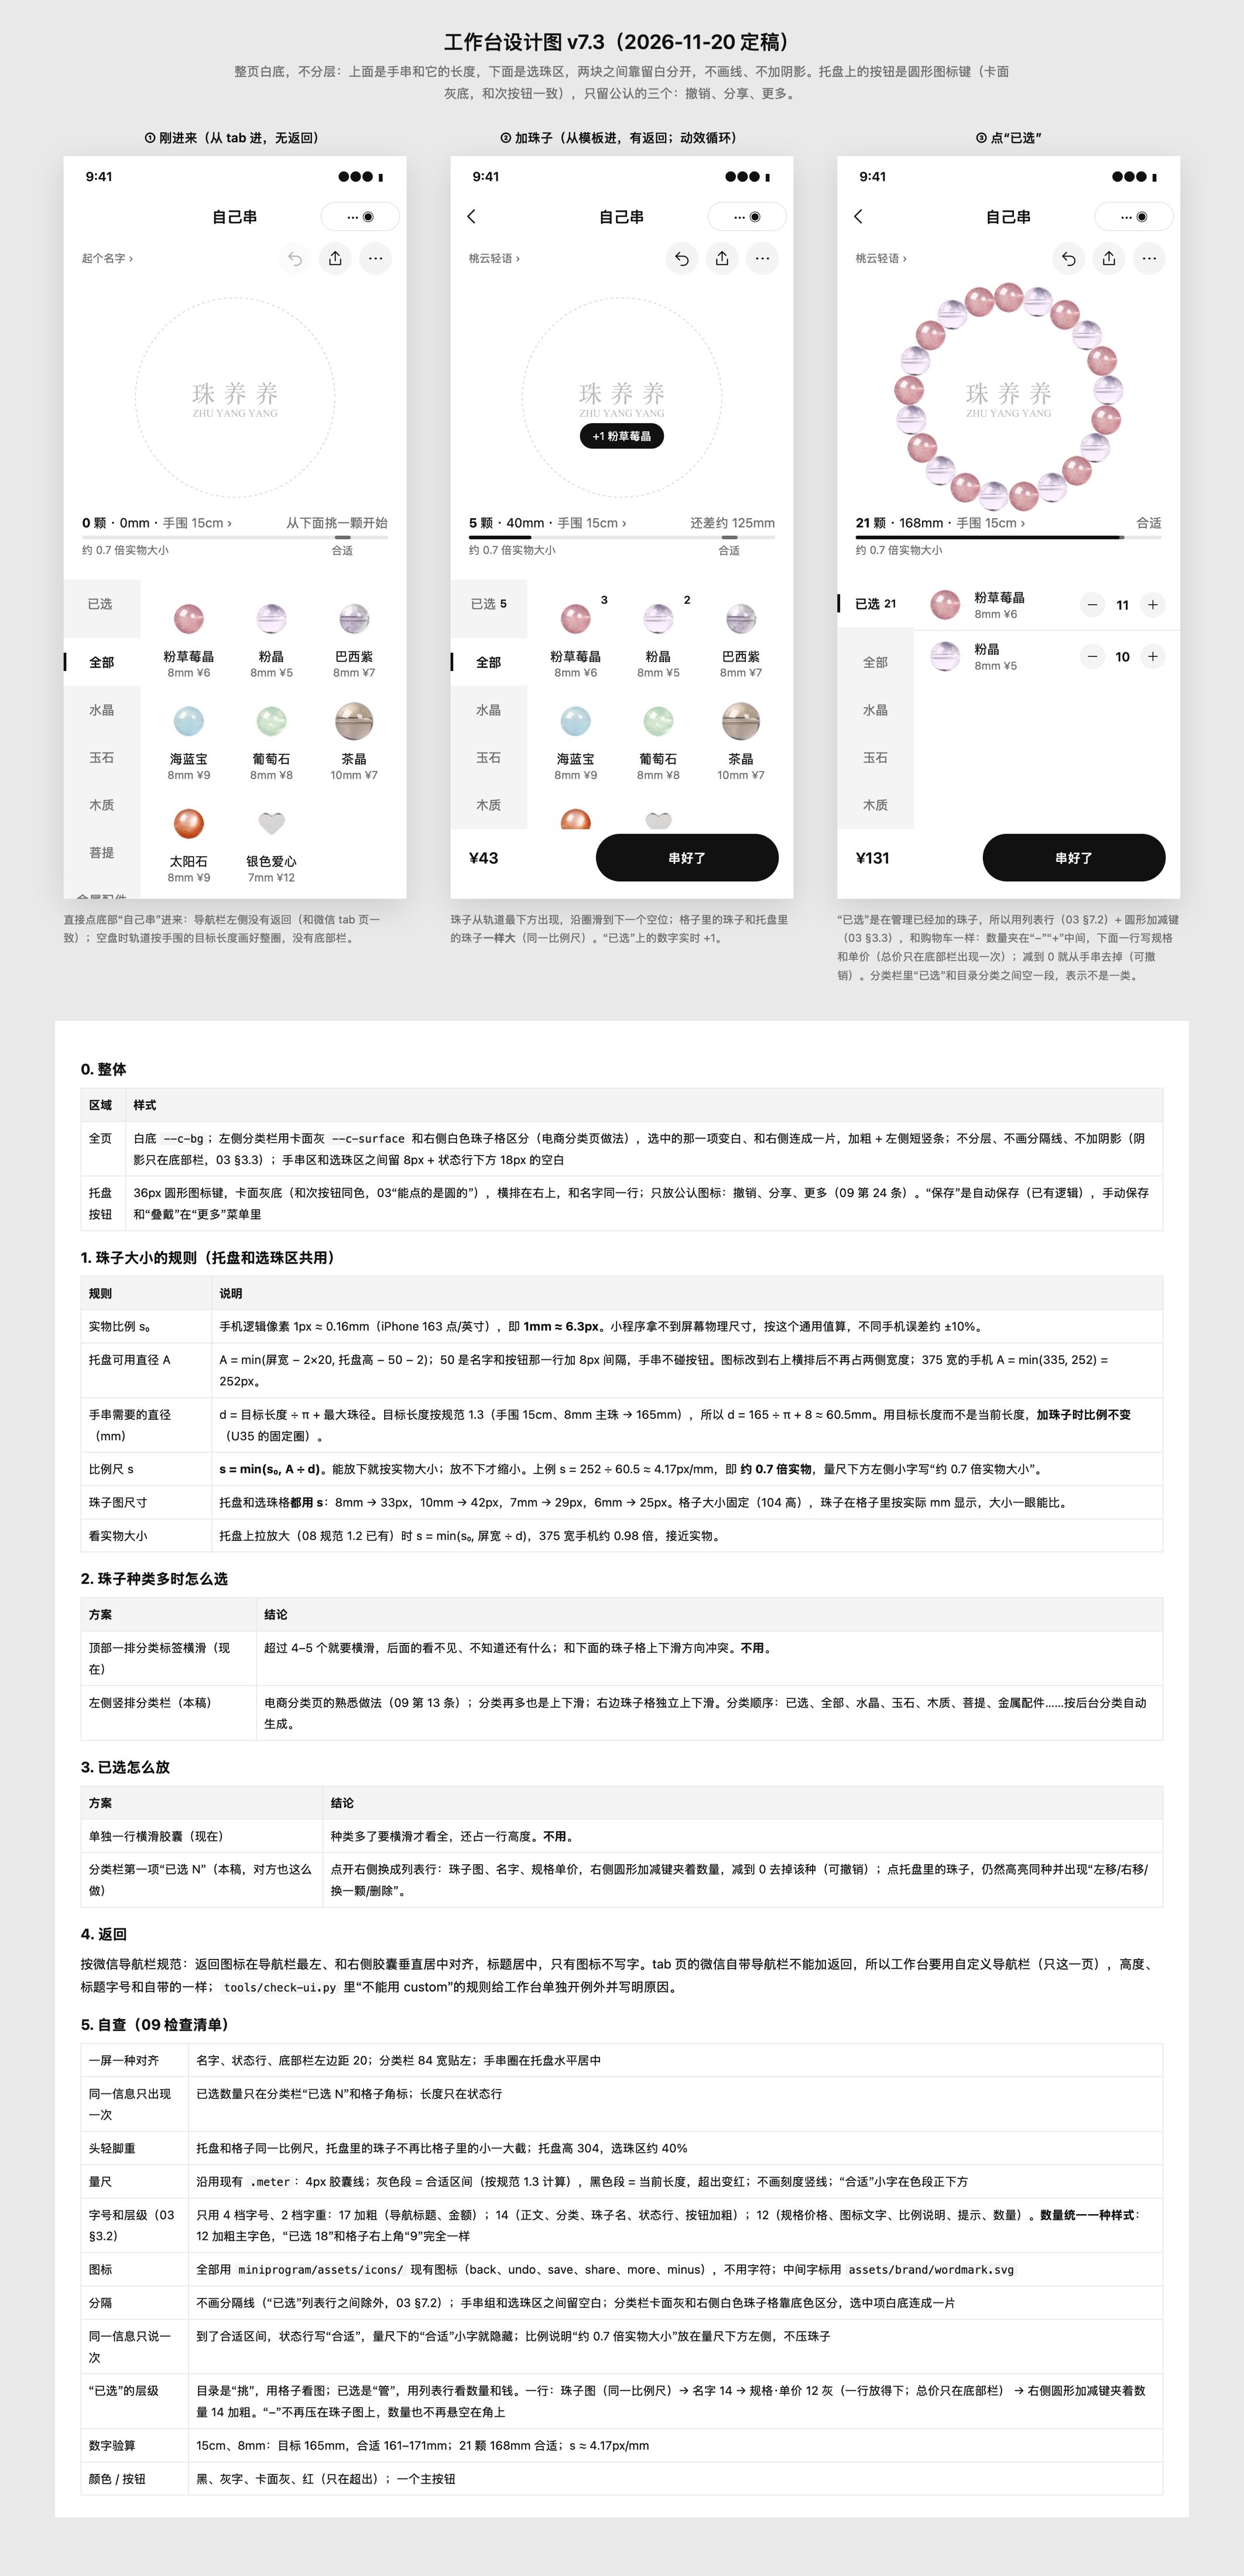 工作台设计图 v7.3（2026-11-20 定稿）
整页白底，不分层：上面是手串和它的长度，下面是选珠区，两块之间靠留白分开，不画线、不加阴影。托盘上的按钮是圆形图标键（卡面
灰底，和次按钮一致），只留公认的三个：撤销、分享、更多。
① 刚进来（从 tab 进，无返回）
9:41
自己串
起个名字 ›
珠 养 养
ZHU YANG YANG
0 颗 · 0mm · 手围 15cm ›
从下面挑一颗开始
约 0.7 倍实物大小
合适
已选
全部
水晶
玉石
木质
菩提
金属配件
粉草莓晶
8mm ¥6
粉晶
8mm ¥5
巴西紫
8mm ¥7
海蓝宝
8mm ¥9
葡萄石
8mm ¥8
茶晶
10mm ¥7
太阳石
8mm ¥9
银色爱心
7mm ¥12
直接点底部“自己串”进来：导航栏左侧没有返回（和微信 tab 页一
致）；空盘时轨道按手围的目标长度画好整圈，没有底部栏。
② 加珠子（从模板进，有返回；动效循环）
9:41
自己串
桃云轻语 ›
珠 养 养
ZHU YANG YANG
+1 粉草莓晶
5 颗 · 40mm · 手围 15cm ›
还差约 125mm
约 0.7 倍实物大小
合适
已选 5
全部
水晶
玉石
木质
3
粉草莓晶
8mm ¥6
2
粉晶
8mm ¥5
巴西紫
8mm ¥7
海蓝宝
8mm ¥9
葡萄石
8mm ¥8
茶晶
10mm ¥7
¥43
串好了
珠子从轨道最下方出现，沿圈滑到下一个空位；格子里的珠子和托盘里
的珠子一样大（同一比例尺）。“已选”上的数字实时 +1。
③ 点“已选”
9:41
自己串
桃云轻语 ›
珠 养 养
ZHU YANG YANG
21 颗 · 168mm · 手围 15cm ›
合适
约 0.7 倍实物大小
已选 21
全部
水晶
玉石
木质
粉草莓晶
8mm ¥6
− 11 +
粉晶
8mm ¥5
− 10 +
¥131
串好了
“已选”是在管理已经加的珠子，所以用列表行（03 §7.2）+ 圆形加减键
（03 §3.3），和购物车一样：数量夹在“−”“+”中间，下面一行写规格
和单价（总价只在底部栏出现一次）；减到 0 就从手串去掉（可撤
销）。分类栏里“已选”和目录分类之间空一段，表示不是一类。
0. 整体
区域 样式
全页 白底 --c-bg；左侧分类栏用卡面灰 --c-surface 和右侧白色珠子格区分（电商分类页做法），选中的那一项变白、和右侧连成一片，加粗 + 左侧短竖条；不分层、不画分隔线、不加阴影（阴
影只在底部栏，03 §3.3）；手串区和选珠区之间留 8px + 状态行下方 18px 的空白
托盘
按钮
36px 圆形图标键，卡面灰底（和次按钮同色，03“能点的是圆的”），横排在右上，和名字同一行；只放公认图标：撤销、分享、更多（09 第 24 条）。“保存”是自动保存（已有逻辑），手动保存
和“叠戴”在“更多”菜单里
1. 珠子大小的规则（托盘和选珠区共用）
规则 说明
实物比例 s₀ 手机逻辑像素 1px ≈ 0.16mm（iPhone 163 点/英寸），即 1mm ≈ 6.3px。小程序拿不到屏幕物理尺寸，按这个通用值算，不同手机误差约 ±10%。
托盘可用直径 A A = min(屏宽 − 2×20, 托盘高 − 50 − 2)；50 是名字和按钮那一行加 8px 间隔，手串不碰按钮。图标改到右上横排后不再占两侧宽度；375 宽的手机 A = min(335, 252) =
252px。
手串需要的直径
（mm）
d = 目标长度 ÷ π + 最大珠径。目标长度按规范 1.3（手围 15cm、8mm 主珠 → 165mm），所以 d = 165 ÷ π + 8 ≈ 60.5mm。用目标长度而不是当前长度，加珠子时比例不变
（U35 的固定圈）。
比例尺 s s = min(s₀, A ÷ d)。能放下就按实物大小；放不下才缩小。上例 s = 252 ÷ 60.5 ≈ 4.17px/mm，即 约 0.7 倍实物，量尺下方左侧小字写“约 0.7 倍实物大小”。
珠子图尺寸 托盘和选珠格都用 s：8mm → 33px，10mm → 42px，7mm → 29px，6mm → 25px。格子大小固定（104 高），珠子在格子里按实际 mm 显示，大小一眼能比。
看实物大小 托盘上拉放大（08 规范 1.2 已有）时 s = min(s₀, 屏宽 ÷ d)，375 宽手机约 0.98 倍，接近实物。
2. 珠子种类多时怎么选
方案 结论
顶部一排分类标签横滑（现
在）
超过 4–5 个就要横滑，后面的看不见、不知道还有什么；和下面的珠子格上下滑方向冲突。不用。
左侧竖排分类栏（本稿） 电商分类页的熟悉做法（09 第 13 条）；分类再多也是上下滑；右边珠子格独立上下滑。分类顺序：已选、全部、水晶、玉石、木质、菩提、金属配件……按后台分类自动
生成。
3. 已选怎么放
方案 结论
单独一行横滑胶囊（现在） 种类多了要横滑才看全，还占一行高度。不用。
分类栏第一项“已选 N”（本稿，对方也这么
做）
点开右侧换成列表行：珠子图、名字、规格单价，右侧圆形加减键夹着数量，减到 0 去掉该种（可撤销）；点托盘里的珠子，仍然高亮同种并出现“左移/右移/
换一颗/删除”。
4. 返回
按微信导航栏规范：返回图标在导航栏最左、和右侧胶囊垂直居中对齐，标题居中，只有图标不写字。tab 页的微信自带导航栏不能加返回，所以工作台要用自定义导航栏（只这一页），高度、
标题字号和自带的一样；tools/check-ui.py 里“不能用 custom”的规则给工作台单独开例外并写明原因。
5. 自查（09 检查清单）
一屏一种对齐 名字、状态行、底部栏左边距 20；分类栏 84 宽贴左；手串圈在托盘水平居中
同一信息只出现
一次
已选数量只在分类栏“已选 N”和格子角标；长度只在状态行
头轻脚重 托盘和格子同一比例尺，托盘里的珠子不再比格子里的小一大截；托盘高 304，选珠区约 40%
量尺 沿用现有 .meter：4px 胶囊线；灰色段 = 合适区间（按规范 1.3 计算），黑色段 = 当前长度，超出变红；不画刻度竖线；“合适”小字在色段正下方
字号和层级（03
§3.2）
只用 4 档字号、2 档字重：17 加粗（导航标题、金额）；14（正文、分类、珠子名、状态行、按钮加粗）；12（规格价格、图标文字、比例说明、提示、数量）。数量统一一种样式：
12 加粗主字色，“已选 18”和格子右上角“9”完全一样
图标 全部用 miniprogram/assets/icons/ 现有图标（back、undo、save、share、more、minus），不用字符；中间字标用 assets/brand/wordmark.svg
分隔 不画分隔线（“已选”列表行之间除外，03 §7.2）；手串组和选珠区之间留空白；分类栏卡面灰和右侧白色珠子格靠底色区分，选中项白底连成一片
同一信息只说一
次
到了合适区间，状态行写“合适”，量尺下的“合适”小字就隐藏；比例说明“约 0.7 倍实物大小”放在量尺下方左侧，不压珠子
“已选”的层级 目录是“挑”，用格子看图；已选是“管”，用列表行看数量和钱。一行：珠子图（同一比例尺）→ 名字 14 → 规格·单价 12 灰（一行放得下；总价只在底部栏） → 右侧圆形加减键夹着数
量 14 加粗。“−”不再压在珠子图上，数量也不再悬空在角上
数字验算 15cm、8mm：目标 165mm，合适 161–171mm；21 颗 168mm 合适；s ≈ 4.17px/mm
颜色 / 按钮 黑、灰字、卡面灰、红（只在超出）；一个主按钮